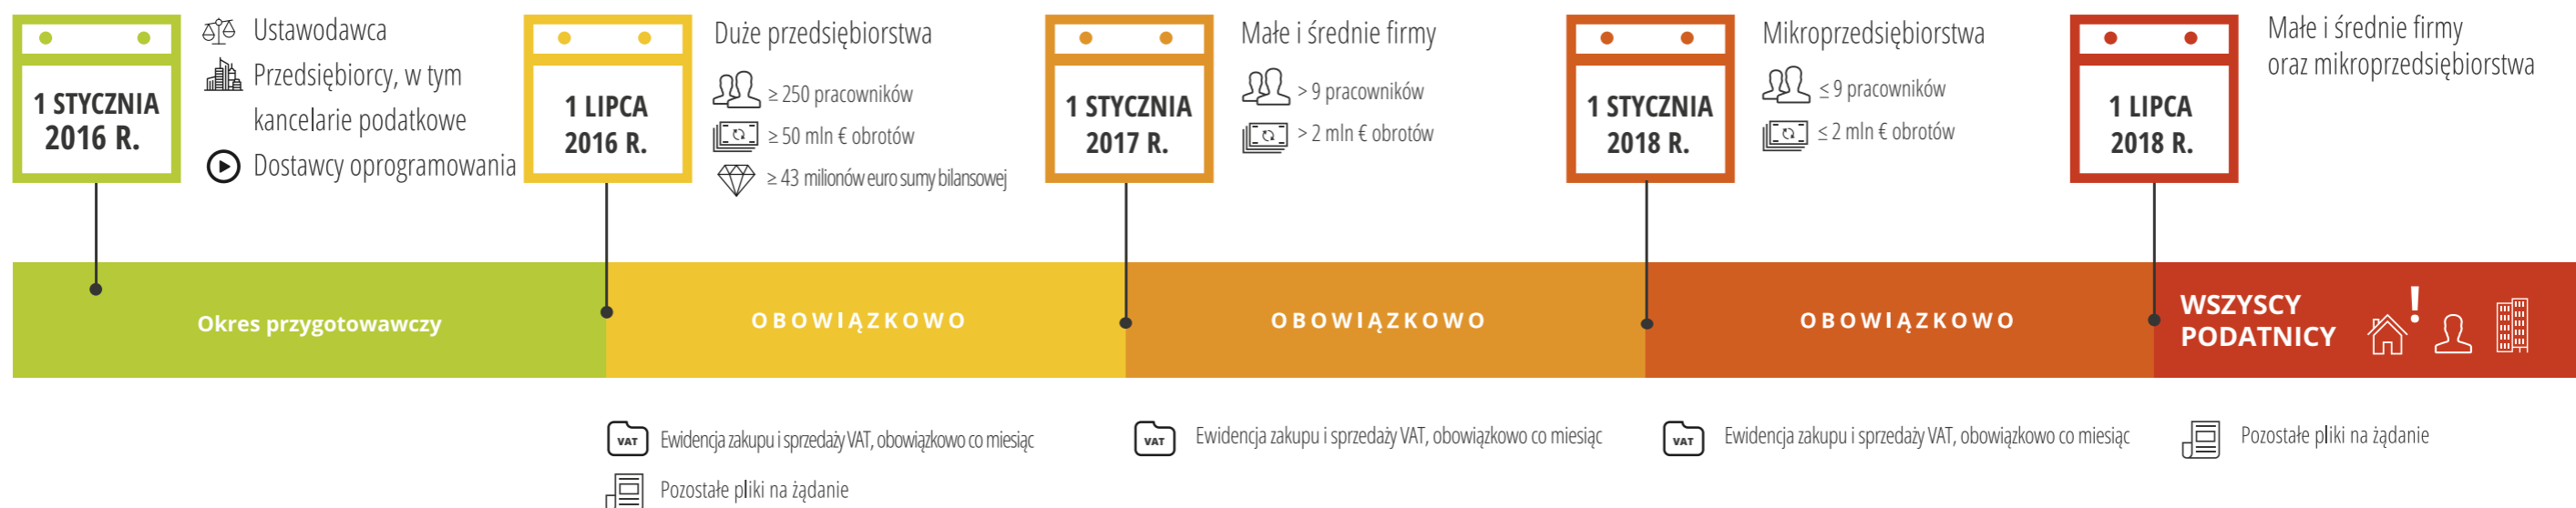 1 STYCZNIA
2016 R.
Ustawodawca
Przedsiębiorcy, w tym
kancelarie podatkowe
Dostawcy oprogramowania
1 LIPCA
2016 R.
Duże przedsiębiorstwa
≥ 250 pracowników
≥ 50 mln € obrotów
≥ 43 milionów euro sumy bilansowej
1 STYCZNIA
2017 R.
Małe i średnie firmy
> 9 pracowników
> 2 mln € obrotów
1 STYCZNIA
2018 R.
Mikroprzedsiębiorstwa
≤ 9 pracowników
≤ 2 mln € obrotów
1 LIPCA
2018 R.
Małe i średnie firmy
oraz mikroprzedsiębiorstwa
Okres przygotowawczy
OBOWIĄZKOWO
OBOWIĄZKOWO
OBOWIĄZKOWO
WSZYSCY
PODATNICY
!
VAT Ewidencja zakupu i sprzedaży VAT, obowiązkowo co miesiąc
Pozostałe pliki na żądanie
VAT Ewidencja zakupu i sprzedaży VAT, obowiązkowo co miesiąc
VAT Ewidencja zakupu i sprzedaży VAT, obowiązkowo co miesiąc
Pozostałe pliki na żądanie